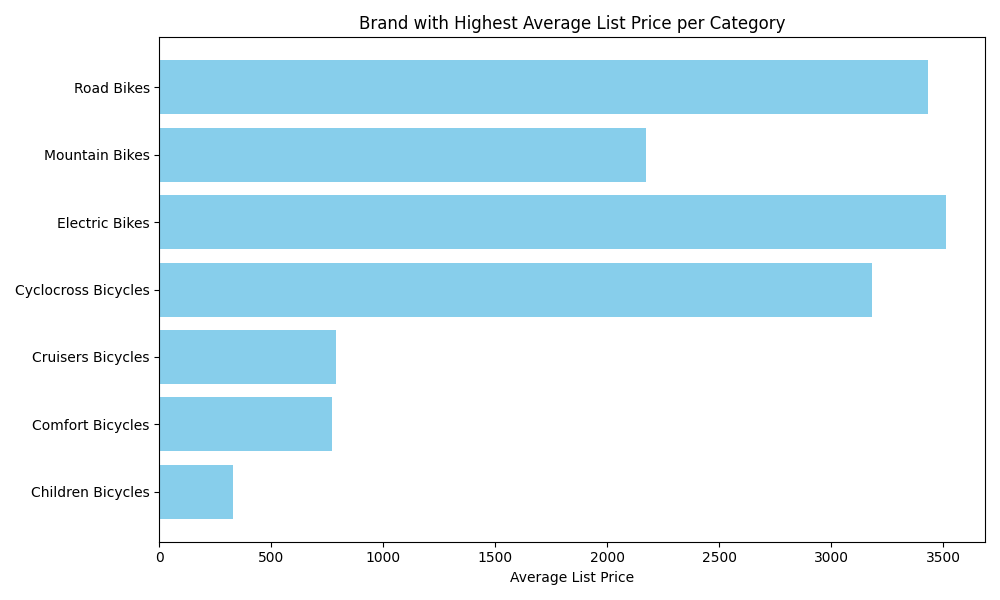 Brand with Highest Average List Price per Category
Road Bikes
Mountain Bikes
Electric Bikes
Cyclocross Bicycles
Cruisers Bicycles
Comfort Bicycles
Children Bicycles
0 500 1000 1500 2000 2500 3000 3500
Average List Price